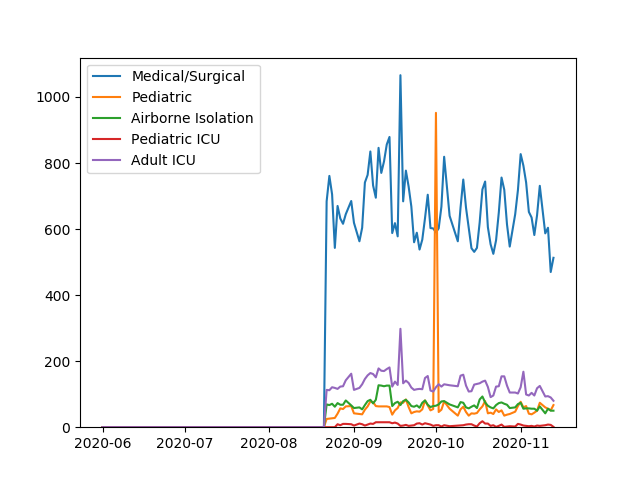 Medical/Surgical
Pediatric
Airborne Isolation
Pediatric ICU
Adult ICU
1000
800
600
400
200
0
2020-06 2020-07 2020-08 2020-09 2020-10 2020-11